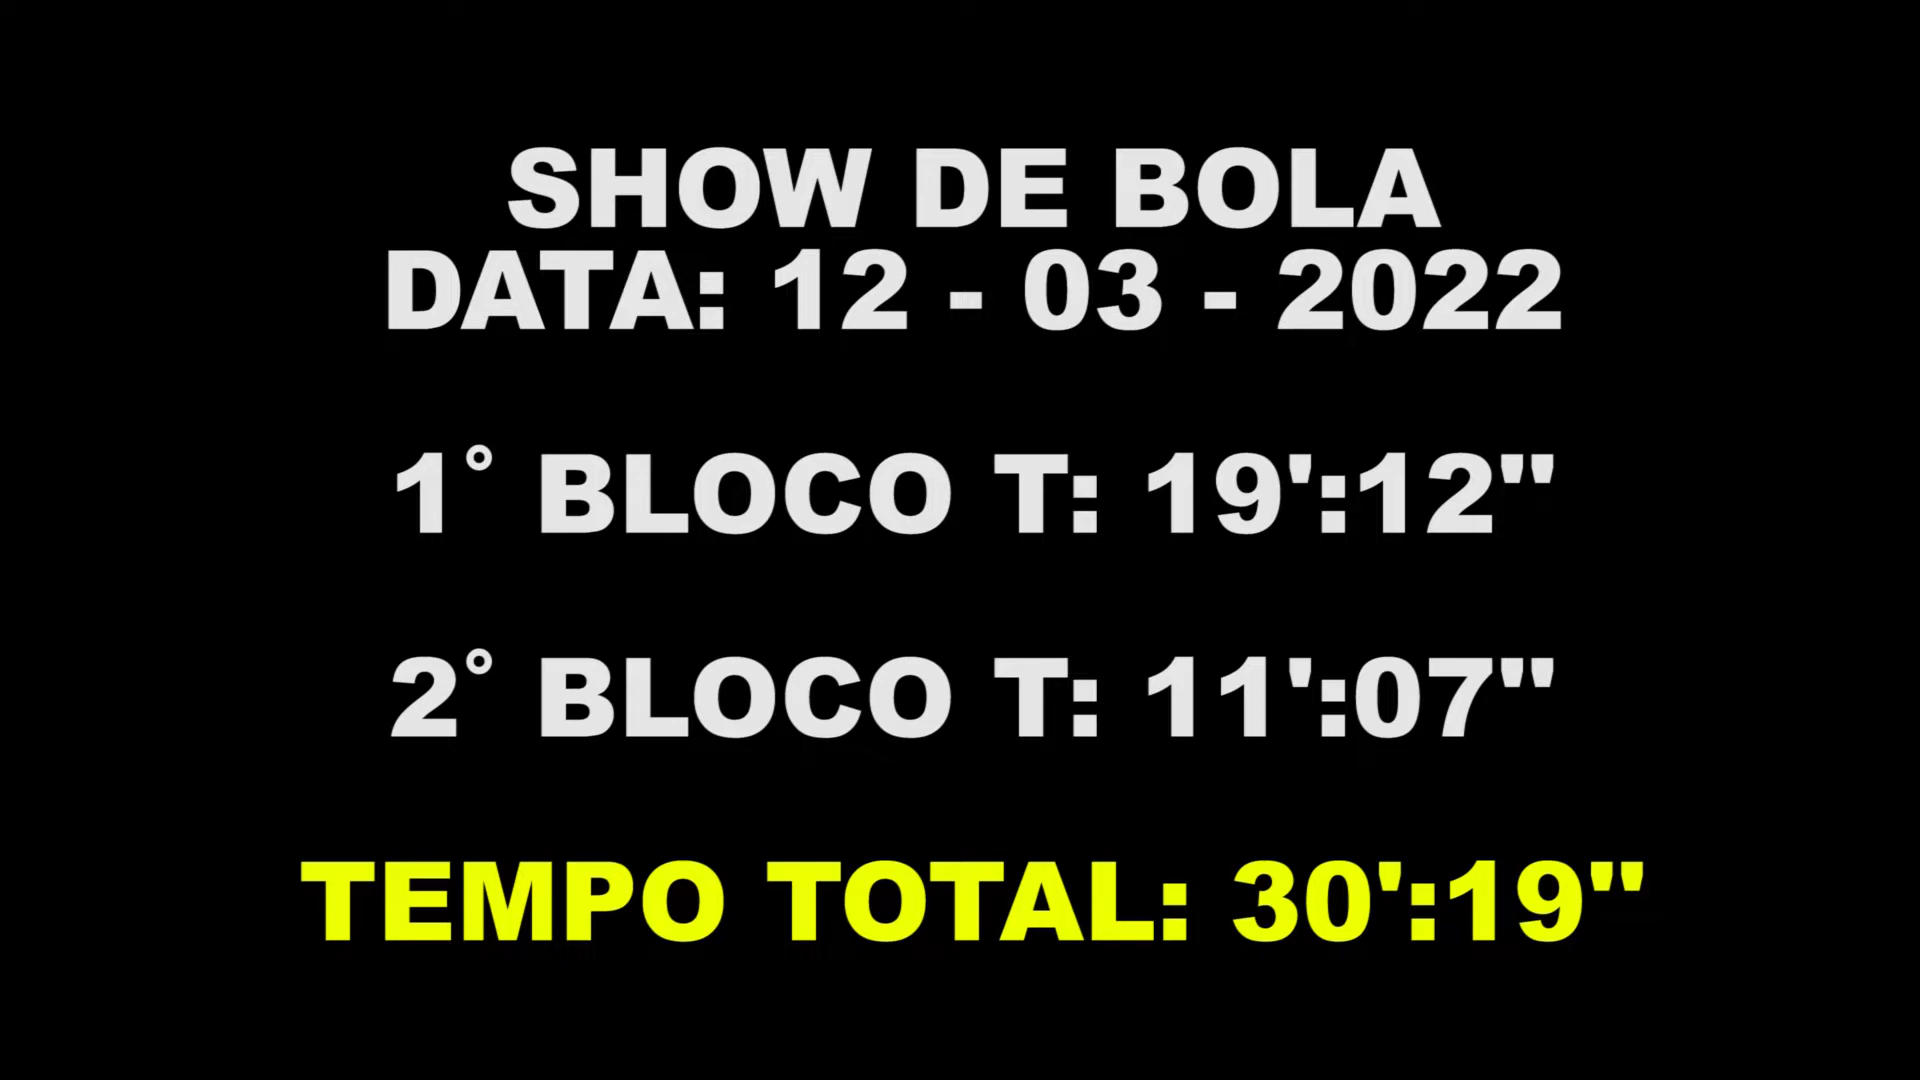 SHOW DE BOLA
DATA: 12 - 03 - 2022
1° BLOCO T: 19':12"
2° BLOCO T: 11':07"
TEMPO TOTAL: 30':19"